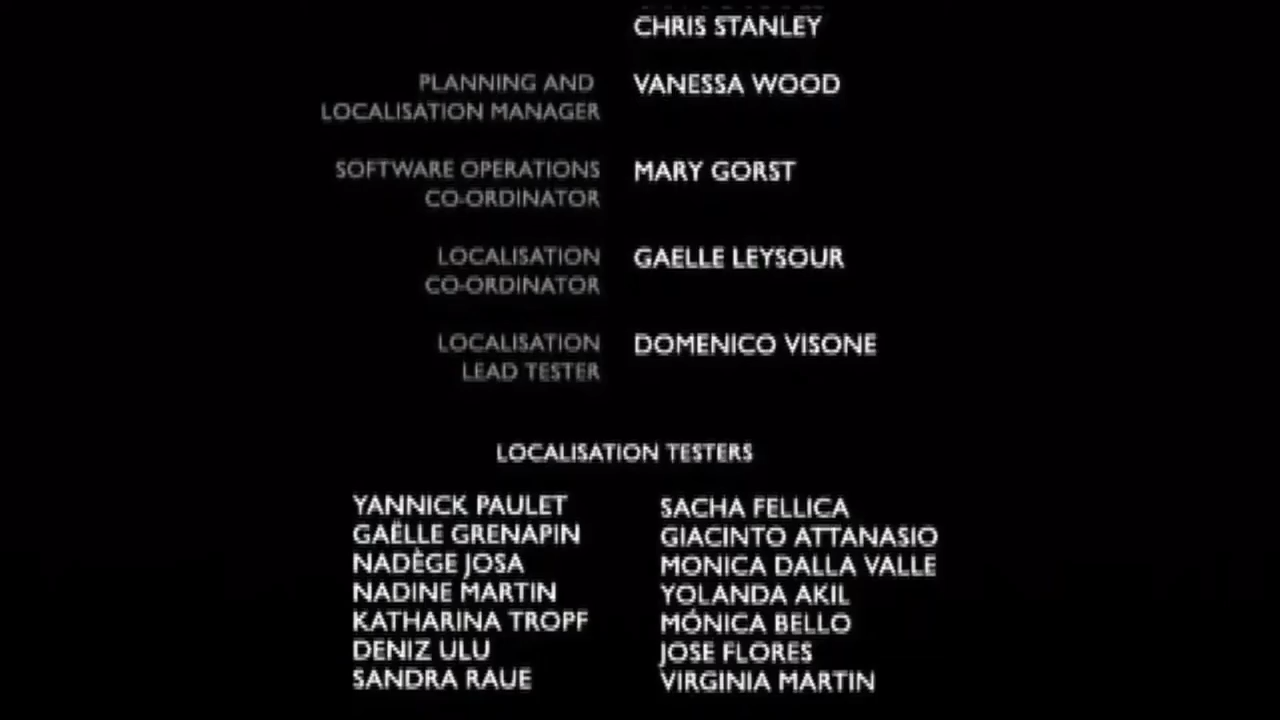 CHRIS STANLEY
PLANNING AND VANESSA WOOD
LOCALISATION MANAGER
SOFTWARE OPERATIONS MARY GORST
CO-ORDINATOR
LOCALISATION GAELLE LEYSOUR
CO-ORDINATOR
LOCALISATION DOMENICO VISONE
LEAD TESTER
LOCALISATION TESTERS
YANNICK PAULET
GAËLLE GRENAPIN
NADÈGE JOSA
NADINE MARTIN
KATHARINA TROPF
DENIZ ULU
SANDRA RAUE
SACHA FELLICA
GIACINTO ATTANASIO
MONICA DALLA VALLE
YOLANDA AKIL
MÓNICA BELLO
JOSE FLORES
VIRGINIA MARTIN